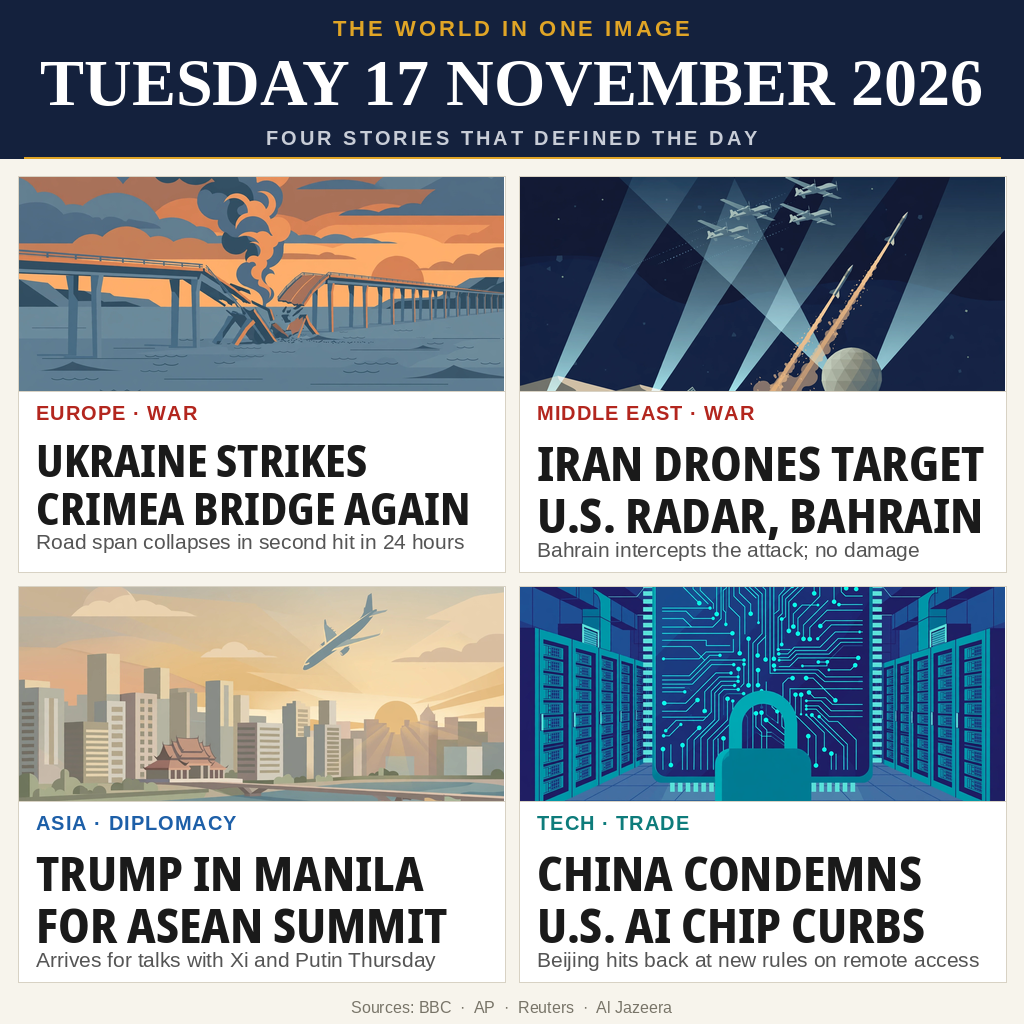 THE WORLD IN ONE IMAGE
TUESDAY 17 NOVEMBER 2026
FOUR STORIES THAT DEFINED THE DAY
EUROPE · WAR
UKRAINE STRIKES
CRIMEA BRIDGE AGAIN
Road span collapses in second hit in 24 hours
MIDDLE EAST · WAR
IRAN DRONES TARGET
U.S. RADAR, BAHRAIN
Bahrain intercepts the attack; no damage
ASIA · DIPLOMACY
TRUMP IN MANILA
FOR ASEAN SUMMIT
Arrives for talks with Xi and Putin Thursday
TECH · TRADE
CHINA CONDEMNS
U.S. AI CHIP CURBS
Beijing hits back at new rules on remote access
Sources: BBC · AP · Reuters · Al Jazeera